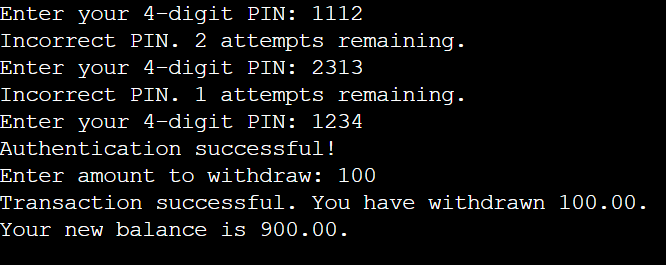 Enter your 4-digit PIN: 1112
Incorrect PIN. 2 attempts remaining.
Enter your 4-digit PIN: 2313
Incorrect PIN. 1 attempts remaining.
Enter your 4-digit PIN: 1234
Authentication successful!
Enter amount to withdraw: 100
Transaction successful. You have withdrawn 100.00.
Your new balance is 900.00.